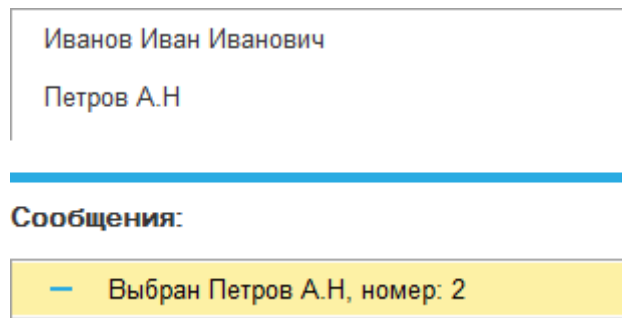 Иванов Иван Иванович
Петров А.Н
Сообщения:
Выбран Петров А.Н, номер: 2